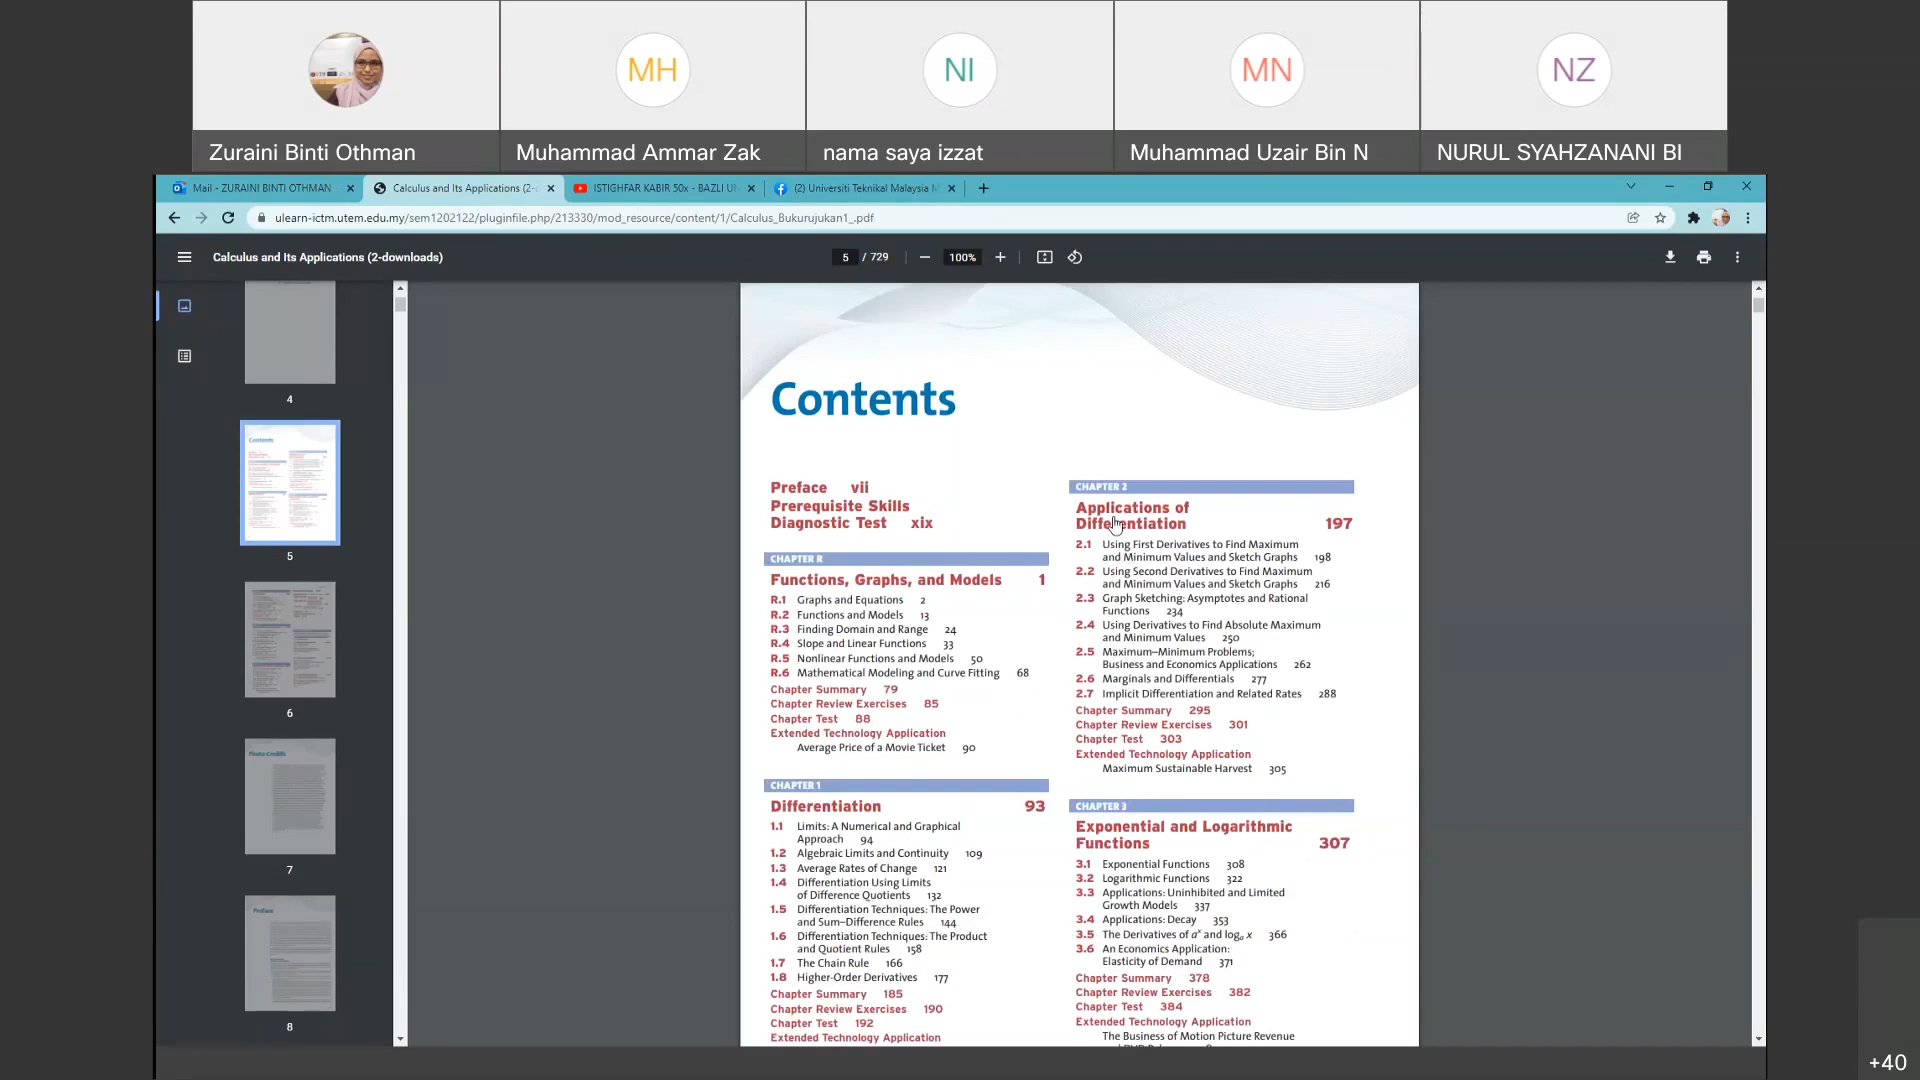 MH
NI
MN
NZ
Zuraini Binti Othman
Muhammad Ammar Zak
nama saya izzat
Muhammad Uzair Bin N
NURUL SYAHZANANI BI
Mail - ZURAINI BINTI OTHMAN
Calculus and Its Applications (2-
ISTIGHFAR KABIR 50x - BAZLI UN
(2) Universiti Teknikal Malaysia M
ulearn-ictm.utem.edu.my/sem1202122/pluginfile.php/213330/mod_resource/content/1/Calculus_Bukurujukan1_.pdf
Calculus and Its Applications (2-downloads)
5 / 729
100%
4
5
6
7
8
Contents
Preface vii
Prerequisite Skills
Diagnostic Test xix
CHAPTER R
Functions, Graphs, and Models 1
R.1 Graphs and Equations 2
R.2 Functions and Models 13
R.3 Finding Domain and Range 24
R.4 Slope and Linear Functions 33
R.5 Nonlinear Functions and Models 50
R.6 Mathematical Modeling and Curve Fitting 68
Chapter Summary 79
Chapter Review Exercises 85
Chapter Test 88
Extended Technology Application
Average Price of a Movie Ticket 90
CHAPTER 1
Differentiation 93
1.1 Limits: A Numerical and Graphical
Approach 94
1.2 Algebraic Limits and Continuity 109
1.3 Average Rates of Change 121
1.4 Differentiation Using Limits
of Difference Quotients 132
1.5 Differentiation Techniques: The Power
and Sum–Difference Rules 144
1.6 Differentiation Techniques: The Product
and Quotient Rules 158
1.7 The Chain Rule 166
1.8 Higher-Order Derivatives 177
Chapter Summary 185
Chapter Review Exercises 190
Chapter Test 192
Extended Technology Application
CHAPTER 2
Applications of
Differentiation 197
2.1 Using First Derivatives to Find Maximum
and Minimum Values and Sketch Graphs 198
2.2 Using Second Derivatives to Find Maximum
and Minimum Values and Sketch Graphs 216
2.3 Graph Sketching: Asymptotes and Rational
Functions 234
2.4 Using Derivatives to Find Absolute Maximum
and Minimum Values 250
2.5 Maximum–Minimum Problems;
Business and Economics Applications 262
2.6 Marginals and Differentials 277
2.7 Implicit Differentiation and Related Rates 288
Chapter Summary 295
Chapter Review Exercises 301
Chapter Test 303
Extended Technology Application
Maximum Sustainable Harvest 305
CHAPTER 3
Exponential and Logarithmic
Functions 307
3.1 Exponential Functions 308
3.2 Logarithmic Functions 322
3.3 Applications: Uninhibited and Limited
Growth Models 337
3.4 Applications: Decay 353
3.5 The Derivatives of aˣ and logₐ x 366
3.6 An Economics Application:
Elasticity of Demand 371
Chapter Summary 378
Chapter Review Exercises 382
Chapter Test 384
Extended Technology Application
The Business of Motion Picture Revenue
+40